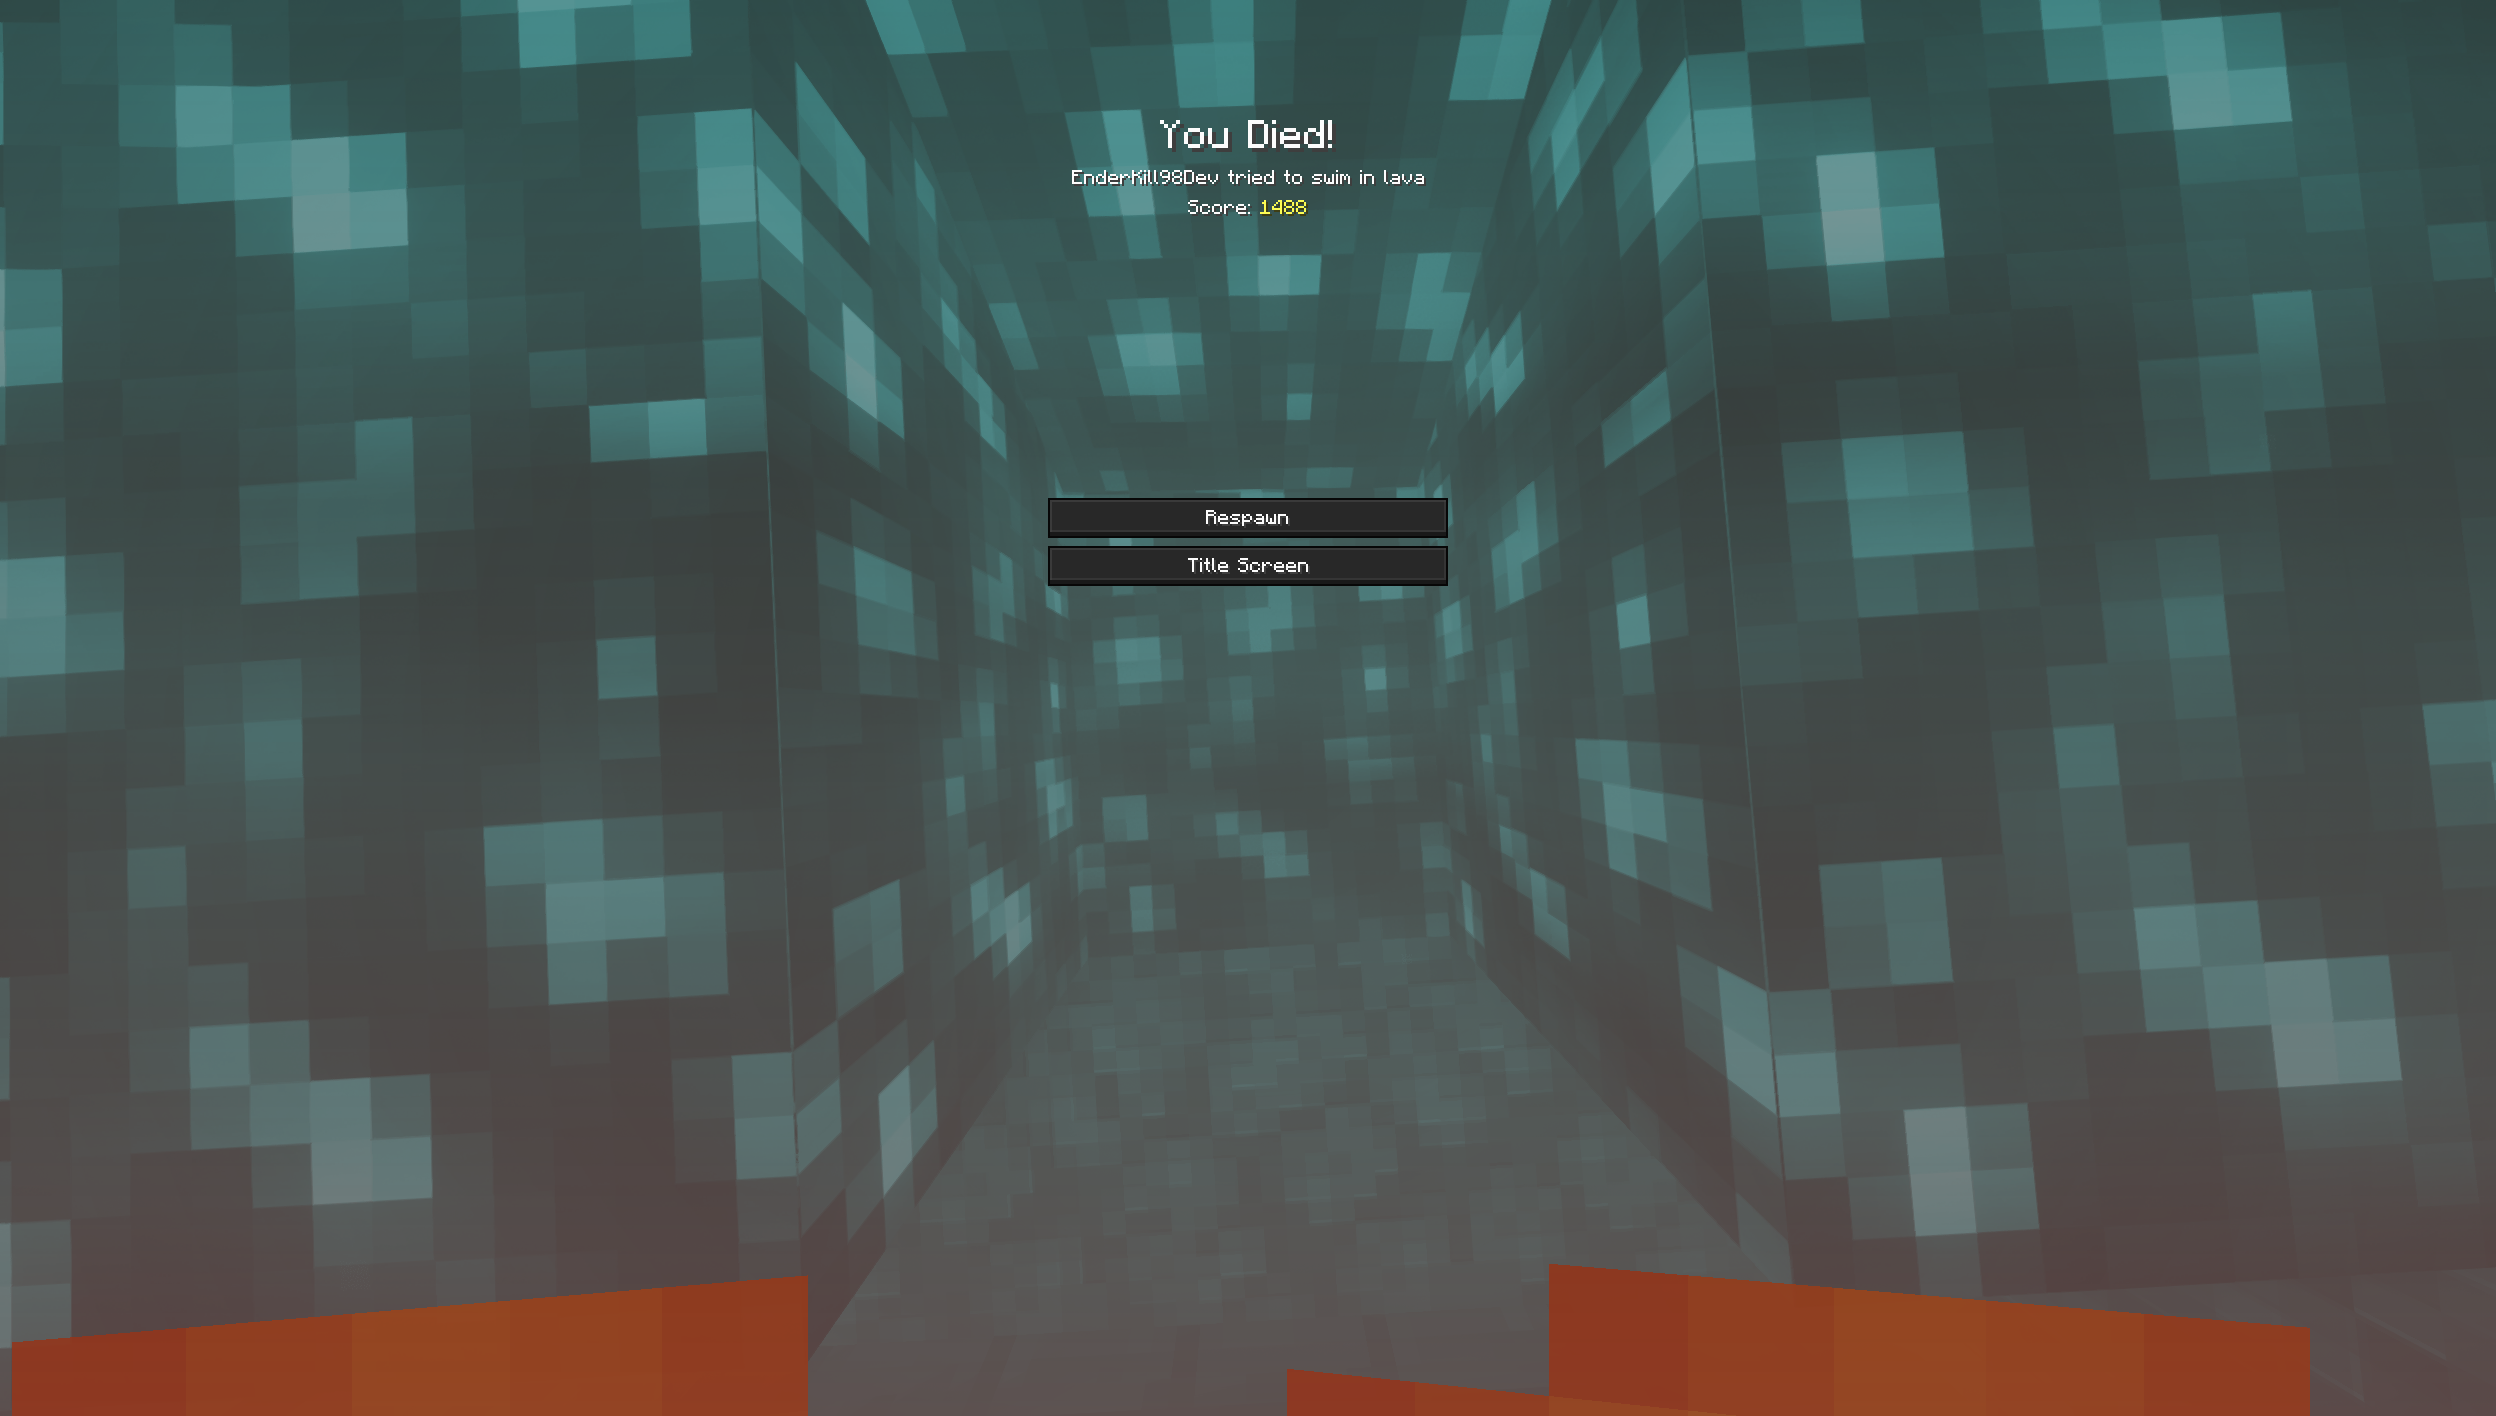 You Died!
EnderKill98Dev tried to swim in lava
Score: 1488
Respawn
Title Screen